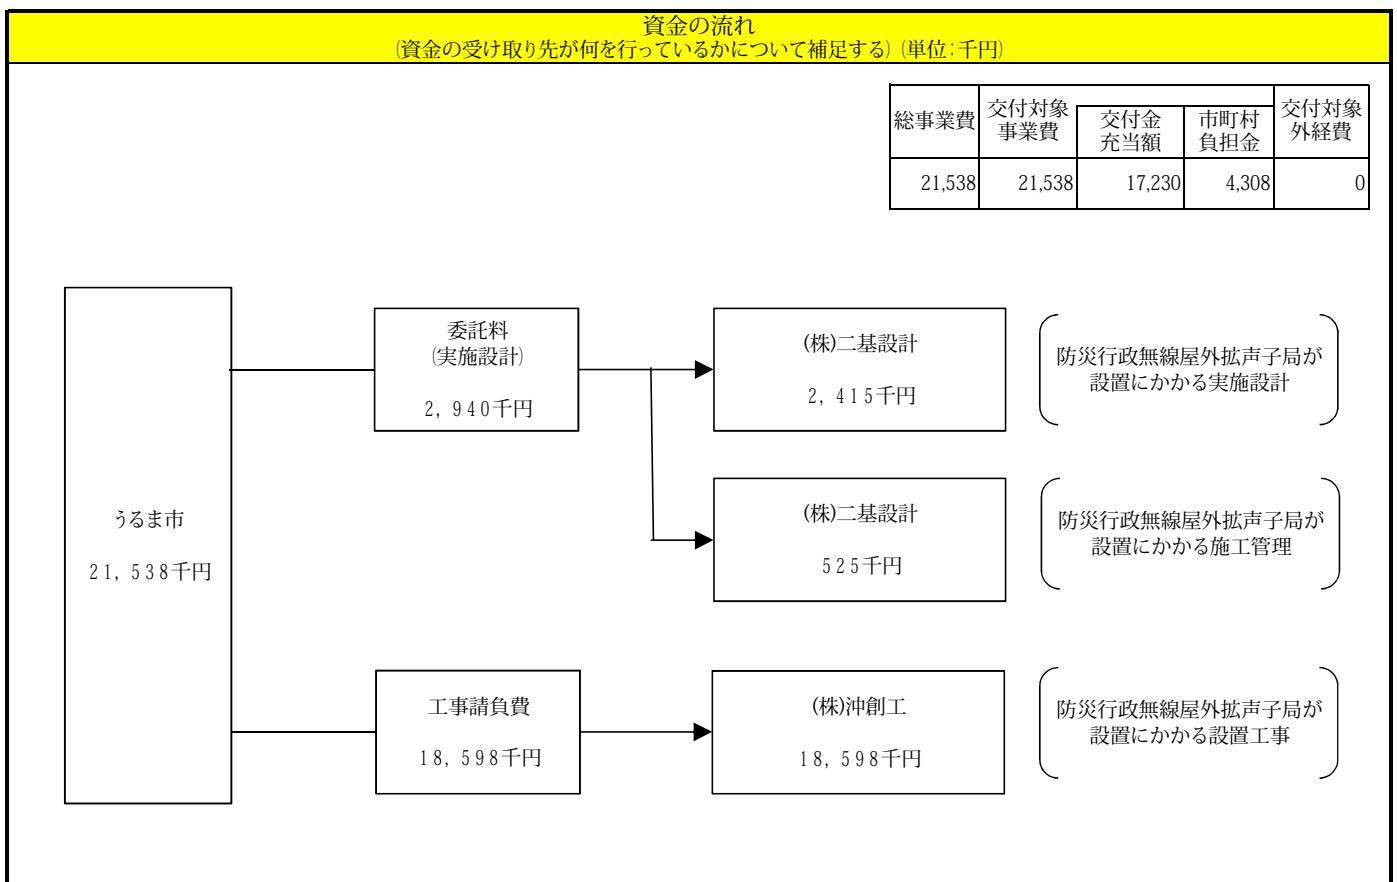 資金の流れ
(資金の受け取り先が何を行っているかについて補足する) (単位:千円)
総事業費
交付対象
事業費
交付金
充当額
市町村
負担金
交付対象
外経費
21,538
21,538
17,230
4,308
0
うるま市
21,538千円
委託料
(実施設計)
2,940千円
(株)二基設計
2,415千円
防災行政無線屋外拡声子局が
設置にかかる実施設計
(株)二基設計
525千円
防災行政無線屋外拡声子局が
設置にかかる施工管理
工事請負費
18,598千円
(株)沖創工
18,598千円
防災行政無線屋外拡声子局が
設置にかかる設置工事